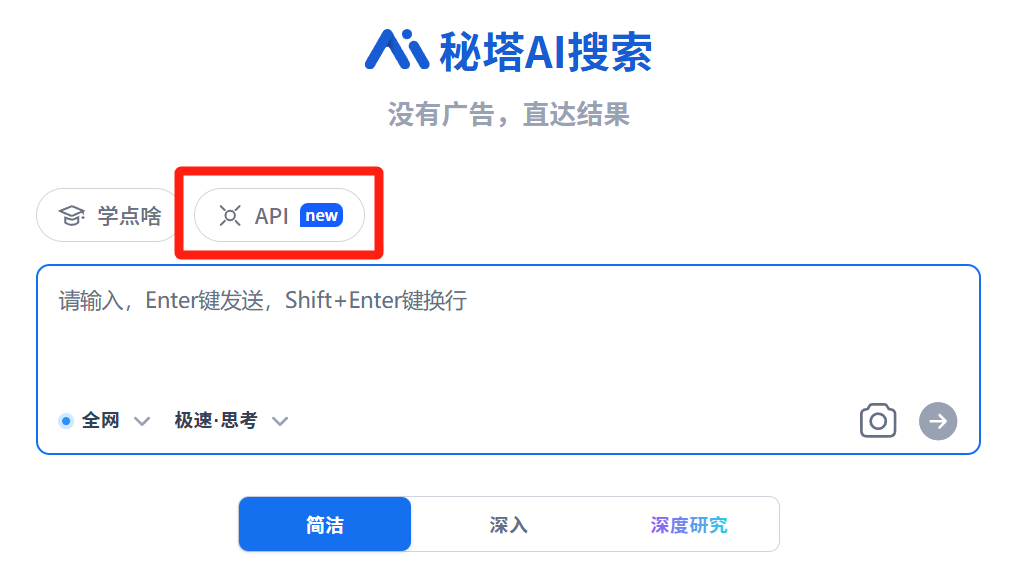 秘塔AI搜索
没有广告，直达结果
学点啥 API new
请输入，Enter键发送，Shift+Enter键换行
全网 极速·思考
简洁 深入 深度研究